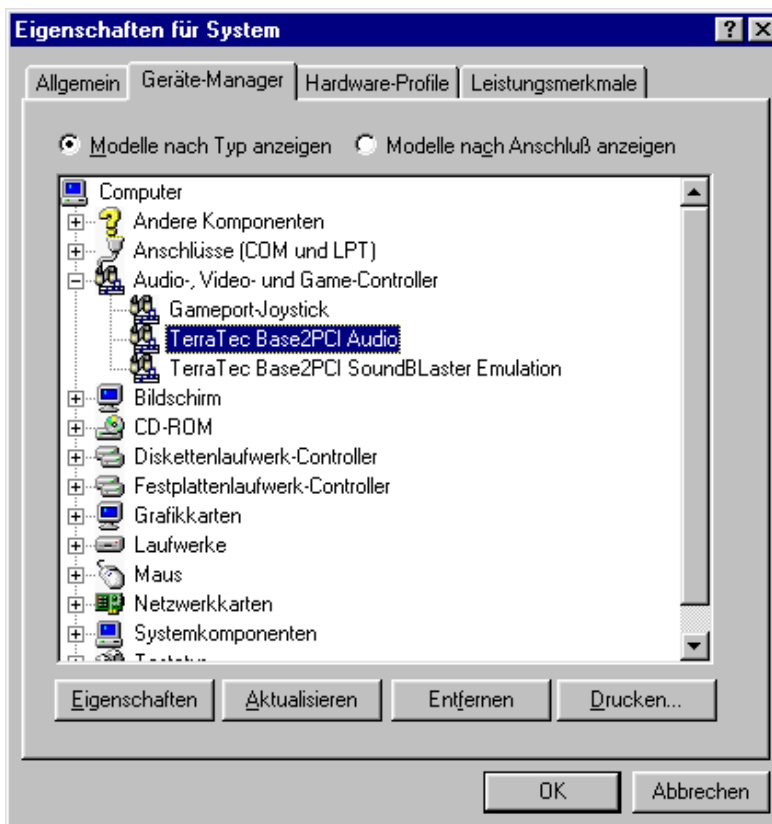 Eigenschaften für System
Allgemein Geräte-Manager Hardware-Profile Leistungsmerkmale
Modelle nach Typ anzeigen Modelle nach Anschluß anzeigen
Computer
Andere Komponenten
Anschlüsse (COM und LPT)
Audio-, Video- und Game-Controller
Gameport-Joystick
TerraTec Base2PCI Audio
TerraTec Base2PCI SoundBLaster Emulation
Bildschirm
CD-ROM
Diskettenlaufwerk-Controller
Festplattenlaufwerk-Controller
Grafikkarten
Laufwerke
Maus
Netzwerkkarten
Systemkomponenten
Tastatur
Eigenschaften Aktualisieren Entfernen Drucken...
OK Abbrechen